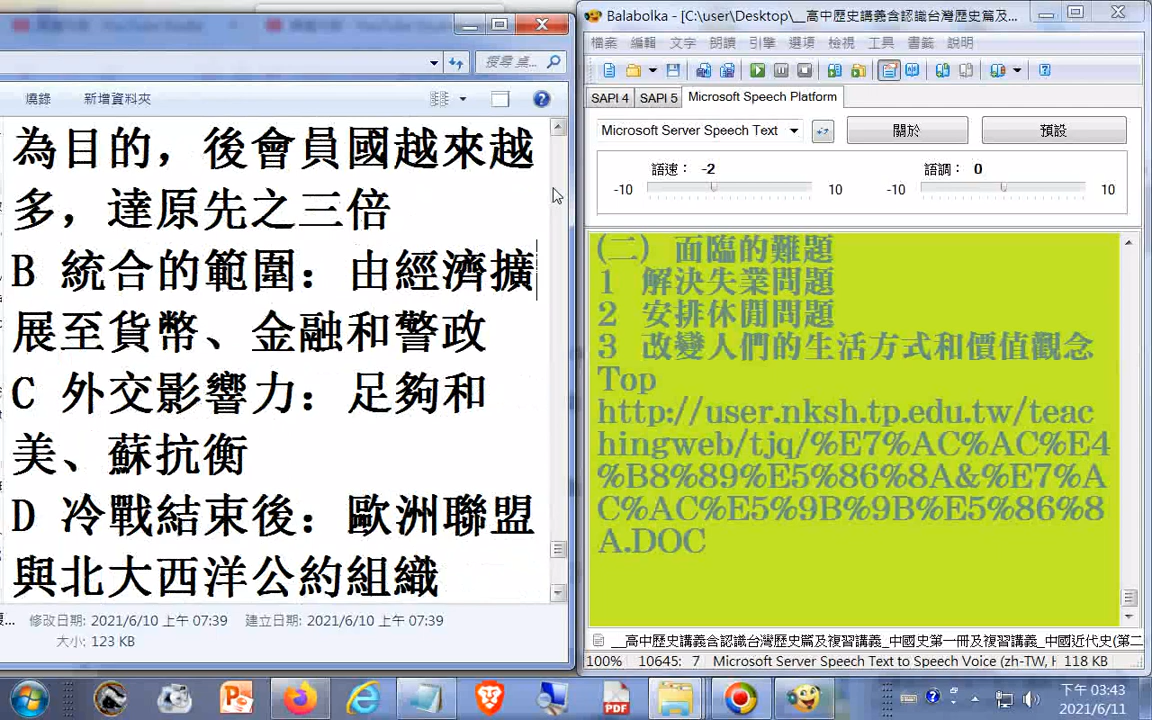 搜尋 桌...
燒錄
新增資料夾
為目的，後會員國越來越
多，達原先之三倍
B 統合的範圍：由經濟擴
展至貨幣、金融和警政
C 外交影響力：足夠和
美、蘇抗衡
D 冷戰結束後：歐洲聯盟
與北大西洋公約組織
修改日期: 2021/6/10 上午 07:39 建立日期: 2021/6/10 上午 07:39
大小: 123 KB
Balabolka - [C:\user\Desktop\__高中歷史講義含認識台灣歷史篇及...
檔案 編輯 文字 朗讀 引擎 選項 檢視 工具 書籤 說明
SAPI 4 SAPI 5 Microsoft Speech Platform
Microsoft Server Speech Text 關於 預設
語速： -2 語調： 0
-10 10 -10 10
(二) 面臨的難題
1 解決失業問題
2 安排休閒問題
3 改變人們的生活方式和價值觀念
Top
http://user.nksh.tp.edu.tw/teac
hingweb/tjq/%E7%AC%AC%E4
%B8%89%E5%86%8A&%E7%A
C%AC%E5%9B%9B%E5%86%8
A.DOC
__高中歷史講義含認識台灣歷史篇及複習講義_中國史第一冊及複習講義_中國近代史(第二
100% 10645: 7 Microsoft Server Speech Text to Speech Voice (zh-TW, H 118 KB
PDF
下午 03:43
2021/6/11